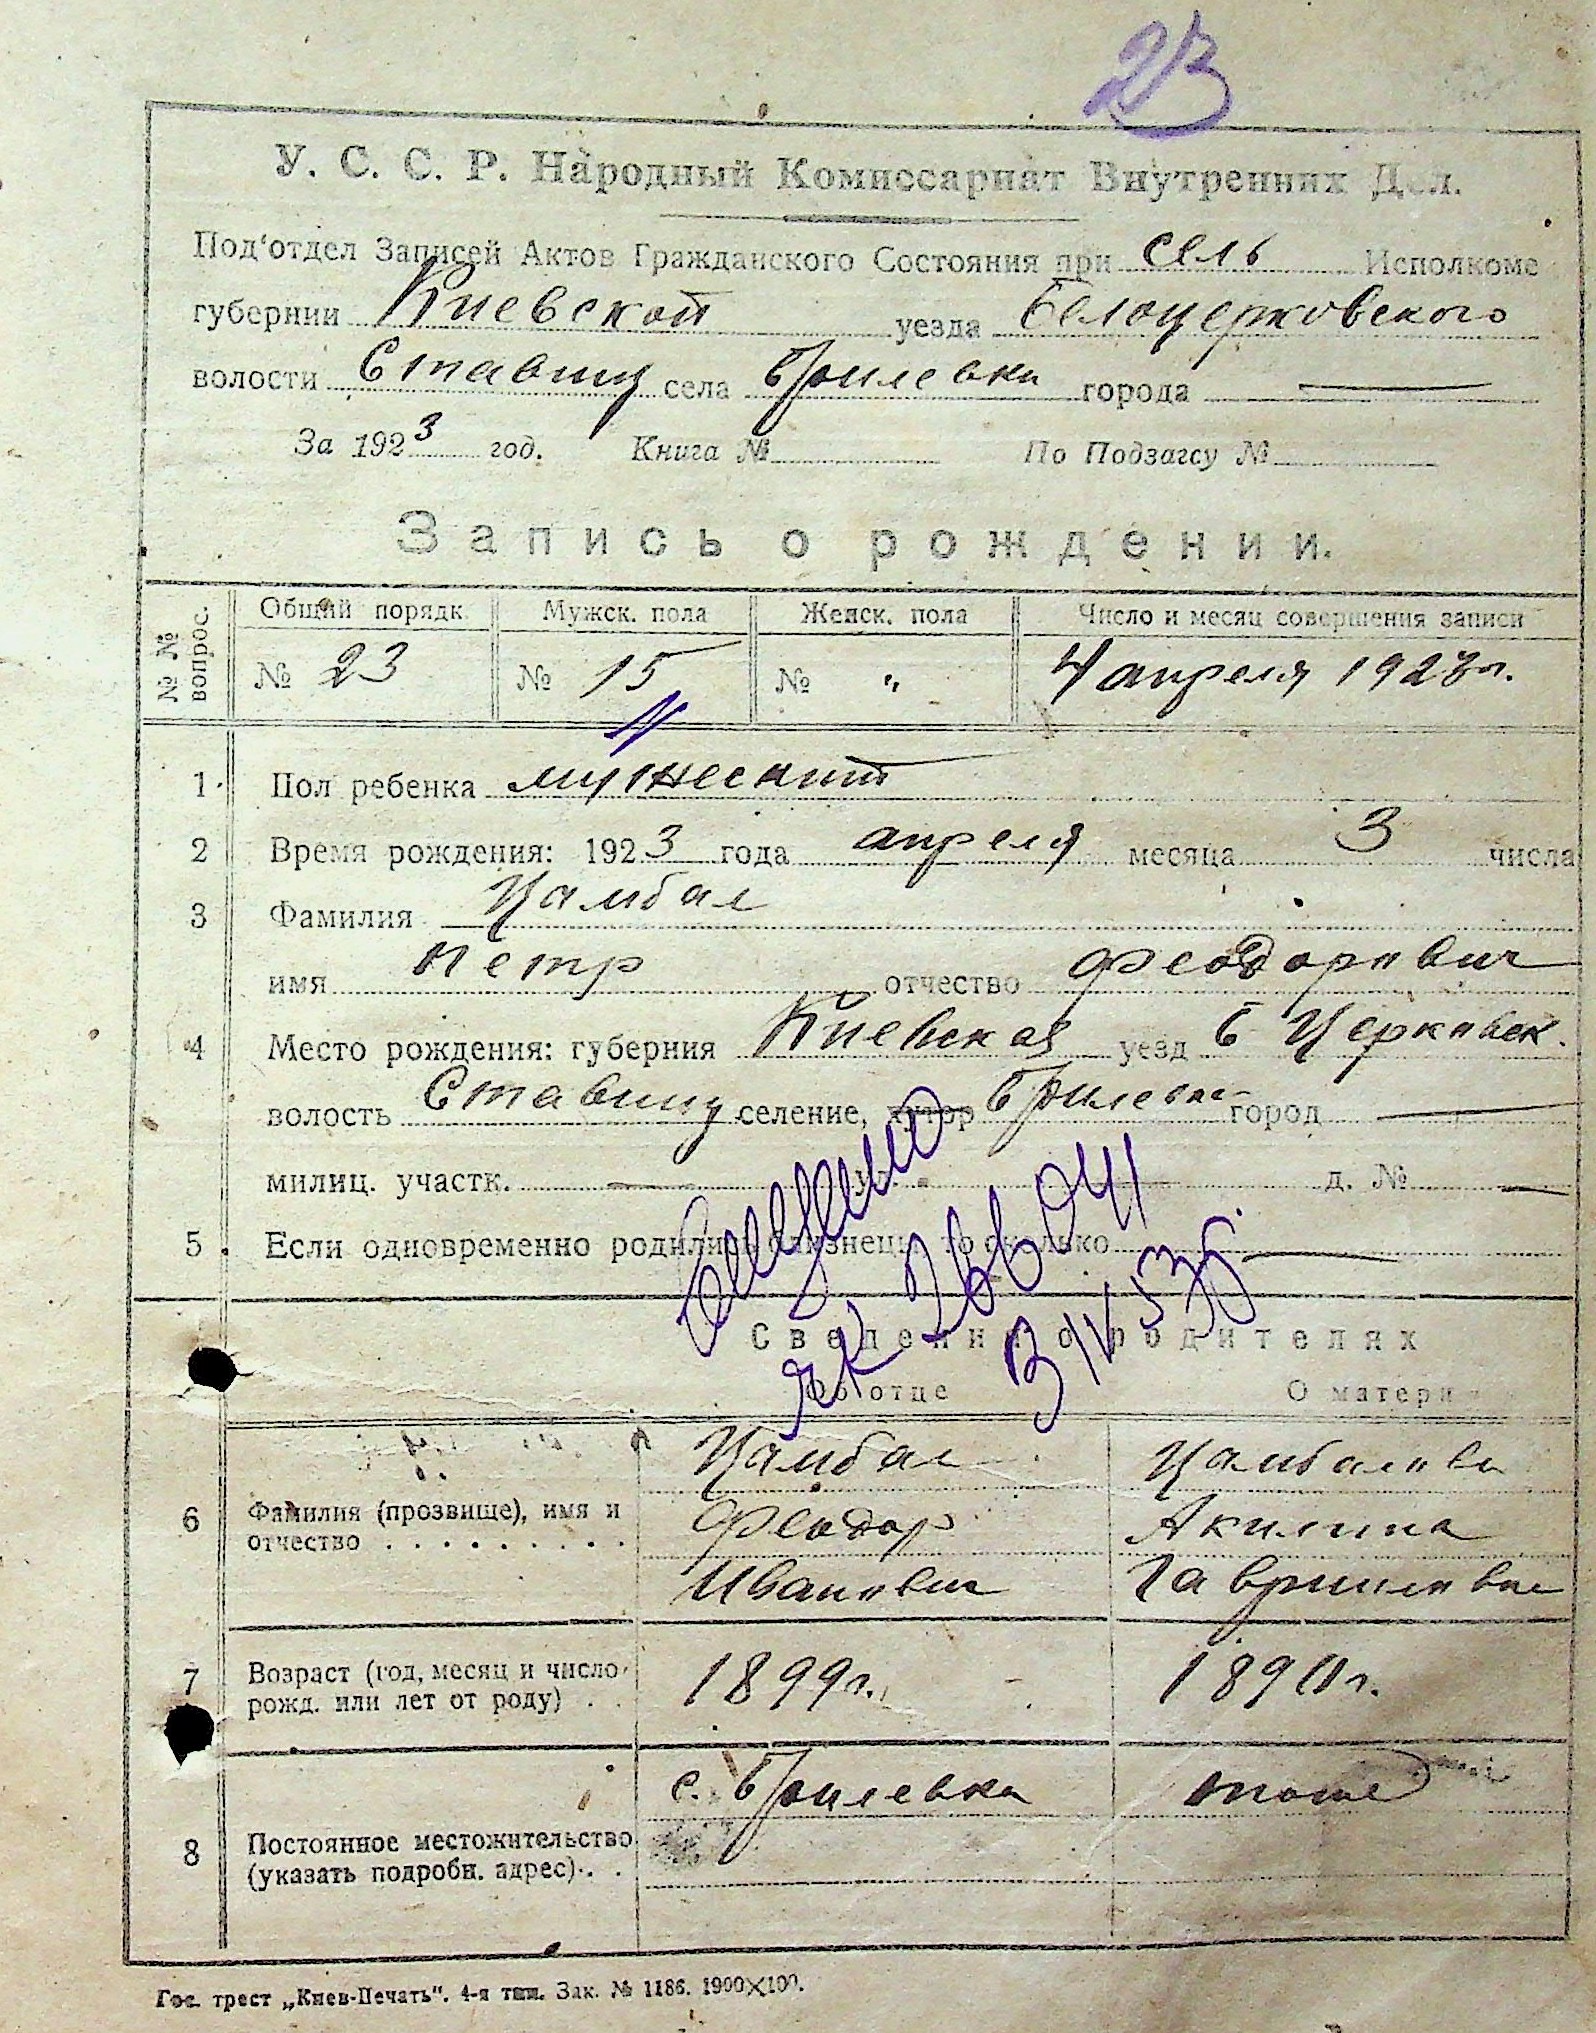 23
У. С. С. Р. Народный Комиссариат Внутренних Дел.
Под'отдел Записей Актов Гражданского Состояния при сель Исполкоме
губернии Киевской уезда Белоцерковского
волости Ставищ села Брилевки города —
За 1923 год. Книга № По Подзагсу №
Запись о рождении.
№№ вопрос. Общий порядк. Мужск. пола Женск. пола Число и месяц совершения записи
№ 23 № 15 № " 4 апреля 1923 г.
1 Пол ребенка мужеский
2 Время рождения: 1923 года апреля месяца 3 числа
3 Фамилия Цамбал
имя Петр отчество Феодорович
4 Место рождения: губерния Киевская уезд Б Церковск.
волость Ставищ селение, хутор Брилевка город —
милиц. участк. — ул. — д. № —
5 Если одновременно родились близнецы то сколько —
ЯК 266041
Сведения о родителях
Об отце О матери
6 Фамилия (прозвище), имя и отчество Цамбал Цамбалова
Феодор Акилина
Иванович Гавриловна
7 Возраст (год, месяц и число рожд. или лет от роду) 1899 г.
8 Постоянное местожительство (указать подробн. адрес) с. Брилевка тоже
Гос. трест „Киев-Печать". 4-я тип. Зак. № 1186. 1900×100.